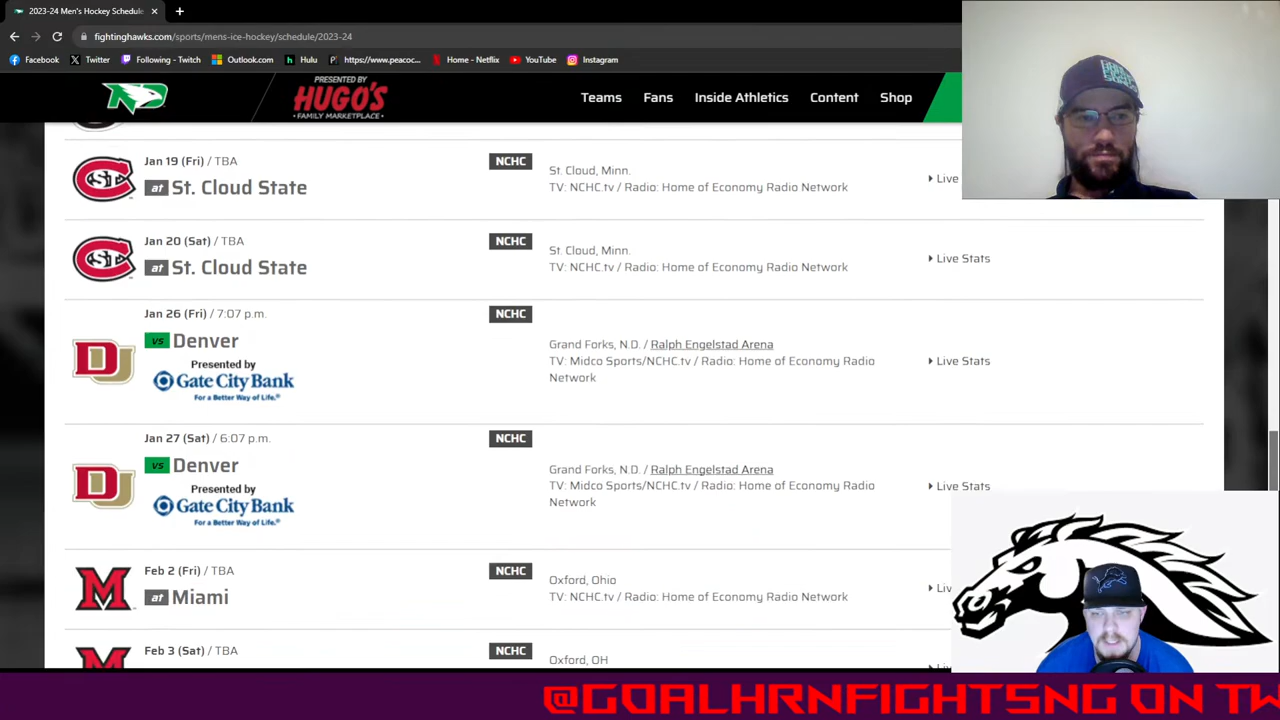 2023-24 Men's Hockey Schedule
fightinghawks.com/sports/mens-ice-hockey/schedule/2023-24
Facebook Twitter Following - Twitch Outlook.com Hulu https://www.peacoc... Home - Netflix YouTube Instagram
PRESENTED BY
HUGO'S
FAMILY MARKETPLACE
Teams Fans Inside Athletics Content Shop
Jan 19 (Fri) / TBA
at St. Cloud State
NCHC
St. Cloud, Minn.
TV: NCHC.tv / Radio: Home of Economy Radio Network
Live
Jan 20 (Sat) / TBA
at St. Cloud State
NCHC
St. Cloud, Minn.
TV: NCHC.tv / Radio: Home of Economy Radio Network
Live Stats
Jan 26 (Fri) / 7:07 p.m.
vs Denver
Presented by
Gate City Bank
For a Better Way of Life.®
NCHC
Grand Forks, N.D. / Ralph Engelstad Arena
TV: Midco Sports/NCHC.tv / Radio: Home of Economy Radio
Network
Live Stats
Jan 27 (Sat) / 6:07 p.m.
vs Denver
Presented by
Gate City Bank
For a Better Way of Life.®
NCHC
Grand Forks, N.D. / Ralph Engelstad Arena
TV: Midco Sports/NCHC.tv / Radio: Home of Economy Radio
Network
Live Stats
Feb 2 (Fri) / TBA
at Miami
NCHC
Oxford, Ohio
TV: NCHC.tv / Radio: Home of Economy Radio Network
Liv
Feb 3 (Sat) / TBA
NCHC
Oxford, OH
@GOALHRNFIGHTSNG ON TW